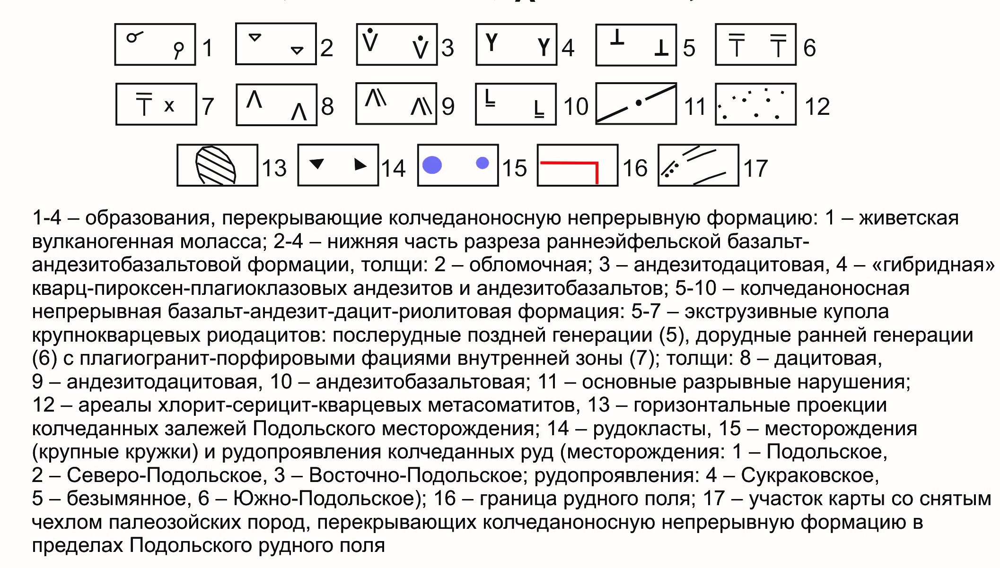 1 2 3 4 5 6
7 x 8 9 10 11 12
13 14 15 16 17
1-4 – образования, перекрывающие колчеданоносную непрерывную формацию: 1 – живетская
вулканогенная моласса; 2-4 – нижняя часть разреза раннеэйфельской базальт-
андезитобазальтовой формации, толщи: 2 – обломочная; 3 – андезитодацитовая, 4 – «гибридная»
кварц-пироксен-плагиоклазовых андезитов и андезитобазальтов; 5-10 – колчеданоносная
непрерывная базальт-андезит-дацит-риолитовая формация: 5-7 – экструзивные купола
крупнокварцевых риодацитов: послерудные поздней генерации (5), дорудные ранней генерации
(6) с плагиогранит-порфировыми фациями внутренней зоны (7); толщи: 8 – дацитовая,
9 – андезитодацитовая, 10 – андезитобазальтовая; 11 – основные разрывные нарушения;
12 – ареалы хлорит-серицит-кварцевых метасоматитов, 13 – горизонтальные проекции
колчеданных залежей Подольского месторождения; 14 – рудокласты, 15 – месторождения
(крупные кружки) и рудопроявления колчеданных руд (месторождения: 1 – Подольское,
2 – Северо-Подольское, 3 – Восточно-Подольское; рудопроявления: 4 – Сукраковское,
5 – безымянное, 6 – Южно-Подольское); 16 – граница рудного поля; 17 – участок карты со снятым
чехлом палеозойских пород, перекрывающих колчеданоносную непрерывную формацию в
пределах Подольского рудного поля